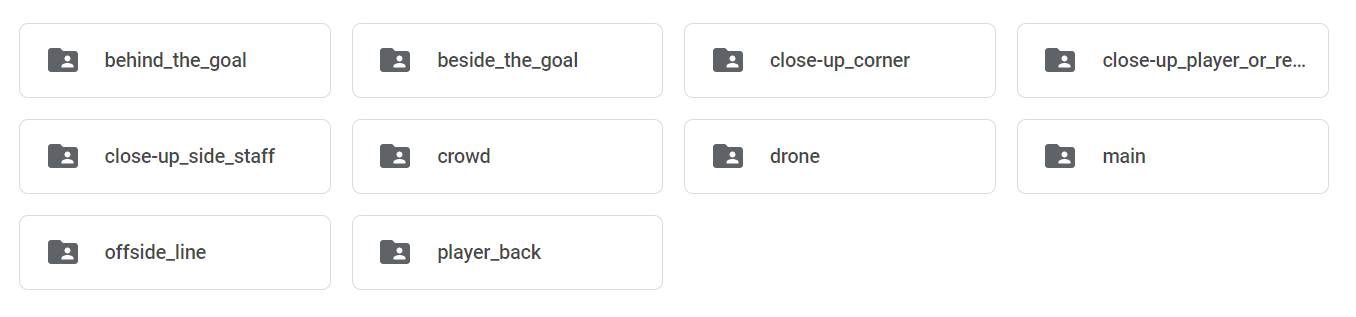 behind_the_goal
beside_the_goal
close-up_corner
close-up_player_or_re...
close-up_side_staff
crowd
drone
main
offside_line
player_back